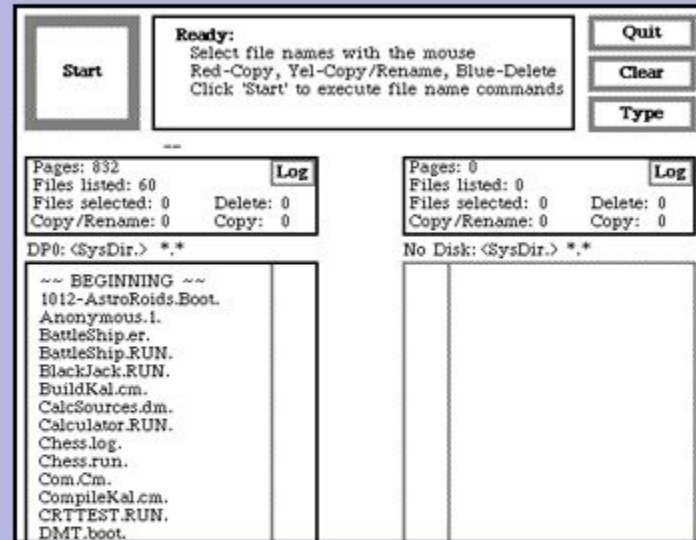 Start
Ready:
Select file names with the mouse
Red-Copy, Yel-Copy/Rename, Blue-Delete
Click 'Start' to execute file name commands
Quit
Clear
Type
--
Pages: 832
Log
Files listed: 60
Files selected: 0 Delete: 0
Copy/Rename: 0 Copy: 0
Pages: 0
Log
Files listed: 0
Files selected: 0 Delete: 0
Copy/Rename: 0 Copy: 0
DP0: <SysDir.> *.*
No Disk: <SysDir.> *.*
~~ BEGINNING ~~
1012-AstroRoids.Boot.
Anonymous.1.
BattleShip.er.
BattleShip.RUN.
BlackJack.RUN.
BuildKal.cm.
CalcSources.dm.
Calculator.RUN.
Chess.log.
Chess.run.
Com.Cm.
CompileKal.cm.
CRTTEST.RUN.
DMT.boot.